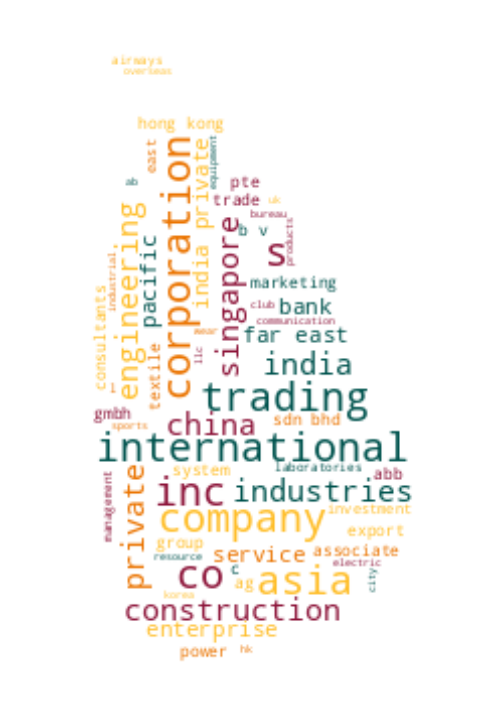 airways
overseas
hong kong
east
corporation
india private
equipment
ab
pte
trade
uk
bureau
b v
s
products
engineering
pacific
singapore
industrial
consultants
marketing
club
bank
communication
wear
far east
llc
textile
india
trading
gmbh
sports
china
sdn bhd
international
system
laboratories
abb
management
private
inc
industries
company
investment
export
group
resource
service
associate
electric
co
c
ag
asia
city
korea
construction
enterprise
power
hk